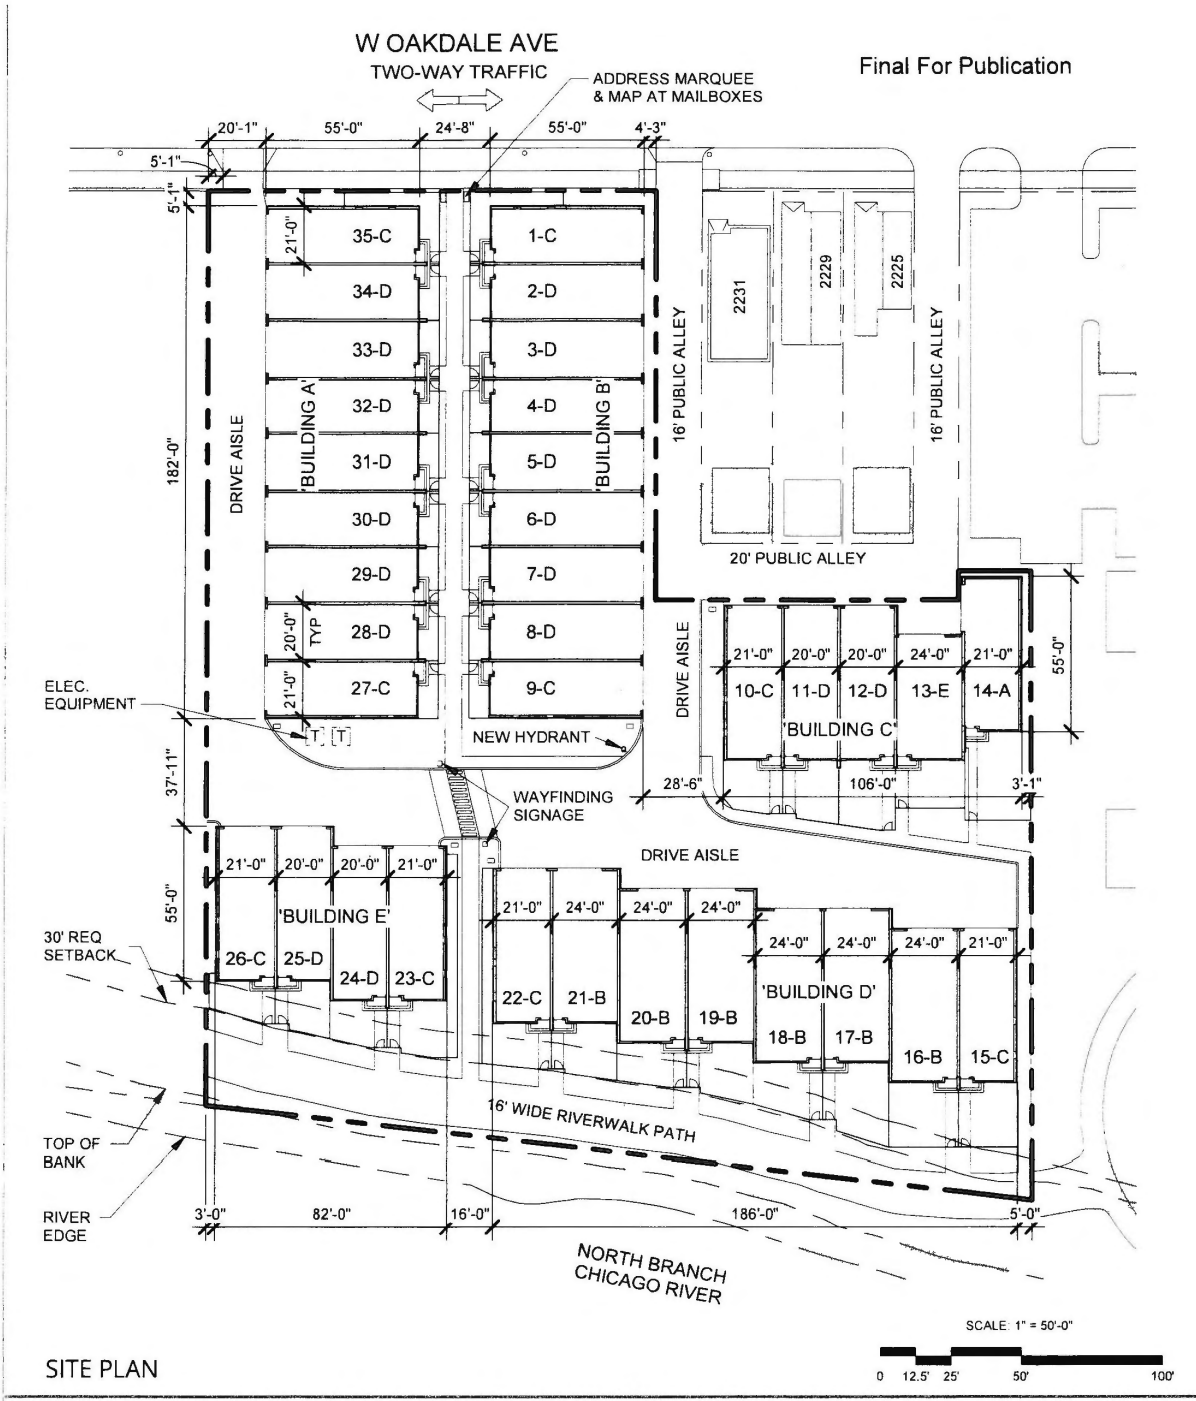 W OAKDALE AVE
TWO-WAY TRAFFIC
Final For Publication
ADDRESS MARQUEE
& MAP AT MAILBOXES
20'-1"
55'-0"
24'-8"
55'-0"
4'-3"
5'-1"
5'-1"
21'-0"
35-C
1-C
34-D
2-D
33-D
3-D
32-D
4-D
31-D
5-D
30-D
6-D
29-D
7-D
28-D
8-D
27-C
9-C
'BUILDING A'
'BUILDING B'
DRIVE AISLE
182'-0"
20'-0"
TYP
21'-0"
16' PUBLIC ALLEY
2231
2229
2225
16' PUBLIC ALLEY
20' PUBLIC ALLEY
DRIVE AISLE
21'-0"
20'-0"
20'-0"
24'-0"
21'-0"
55'-0"
10-C
11-D
12-D
13-E
14-A
'BUILDING C'
ELEC.
EQUIPMENT
T
T
NEW HYDRANT
37'-11"
28'-6"
106'-0"
3'-1"
WAYFINDING
SIGNAGE
DRIVE AISLE
21'-0"
20'-0"
20'-0"
21'-0"
'BUILDING E'
26-C
25-D
24-D
23-C
55'-0"
21'-0"
24'-0"
24'-0"
24'-0"
24'-0"
24'-0"
24'-0"
21'-0"
22-C
21-B
20-B
19-B
'BUILDING D'
18-B
17-B
16-B
15-C
30' REQ
SETBACK
16' WIDE RIVERWALK PATH
TOP OF
BANK
RIVER
EDGE
3'-0"
82'-0"
16'-0"
186'-0"
5'-0"
NORTH BRANCH
CHICAGO RIVER
SCALE: 1" = 50'-0"
0 12.5' 25' 50' 100'
SITE PLAN